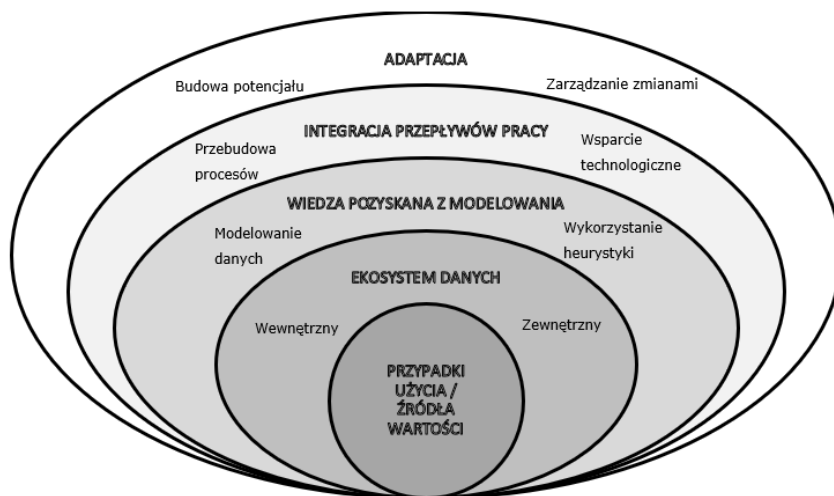 ADAPTACJA
Budowa potencjału
Zarządzanie zmianami
INTEGRACJA PRZEPŁYWÓW PRACY
Przebudowa
procesów
Wsparcie
technologiczne
WIEDZA POZYSKANA Z MODELOWANIA
Modelowanie
danych
Wykorzystanie
heurystyki
EKOSYSTEM DANYCH
Wewnętrzny
Zewnętrzny
PRZYPADKI
UŻYCIA /
ŹRÓDŁA
WARTOŚCI